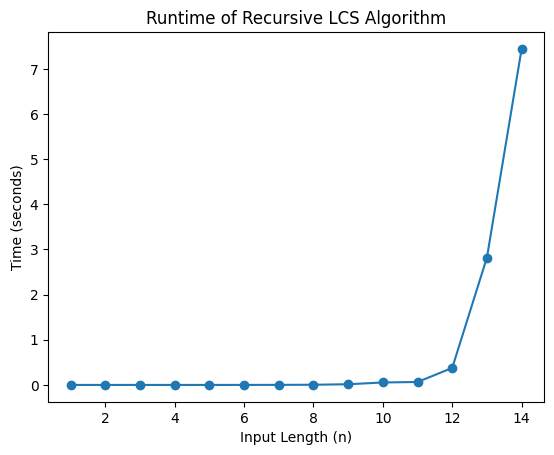 Runtime of Recursive LCS Algorithm
7
6
5
4
3
2
1
0
Time (seconds)
2 4 6 8 10 12 14
Input Length (n)